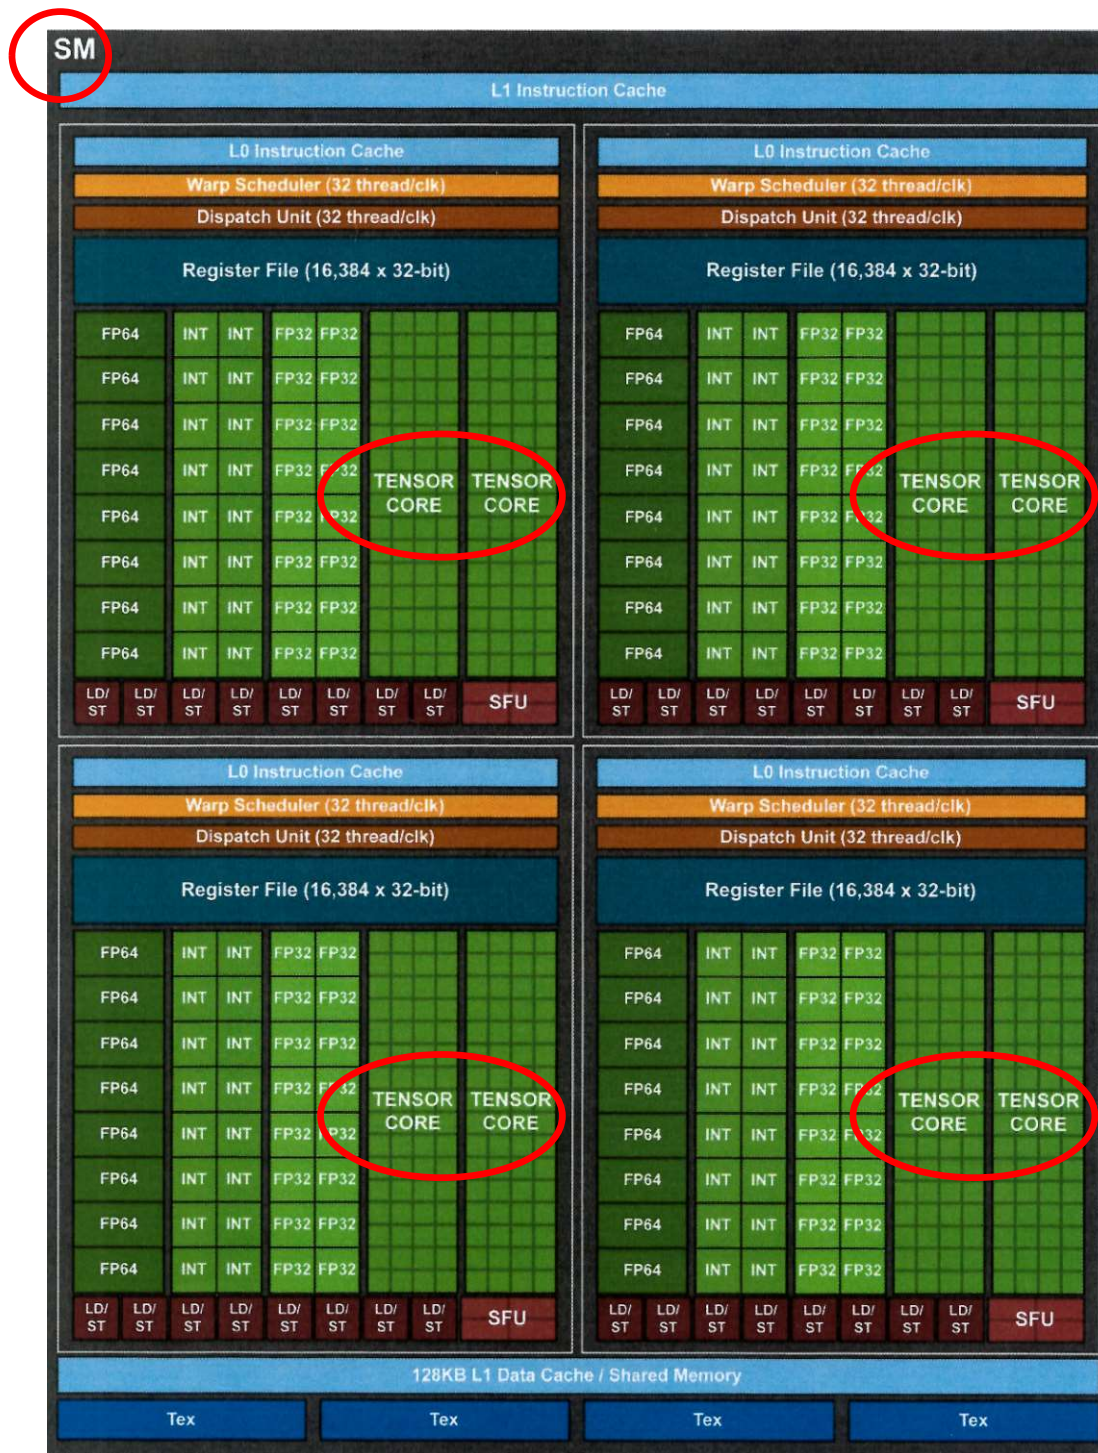 SM
L1 Instruction Cache
L0 Instruction Cache
Warp Scheduler (32 thread/clk)
Dispatch Unit (32 thread/clk)
Register File (16,384 x 32-bit)
FP64 INT INT FP32 FP32
FP64 INT INT FP32 FP32
FP64 INT INT FP32 FP32
FP64 INT INT FP32 FP32
FP64 INT INT FP32 FP32
FP64 INT INT FP32 FP32
FP64 INT INT FP32 FP32
FP64 INT INT FP32 FP32
TENSOR TENSOR
CORE CORE
LD/ LD/ LD/ LD/ LD/ LD/ LD/ LD/
ST ST ST ST ST ST ST ST
SFU
L0 Instruction Cache
Warp Scheduler (32 thread/clk)
Dispatch Unit (32 thread/clk)
Register File (16,384 x 32-bit)
FP64 INT INT FP32 FP32
FP64 INT INT FP32 FP32
FP64 INT INT FP32 FP32
FP64 INT INT FP32 FP32
FP64 INT INT FP32 FP32
FP64 INT INT FP32 FP32
FP64 INT INT FP32 FP32
FP64 INT INT FP32 FP32
TENSOR TENSOR
CORE CORE
LD/ LD/ LD/ LD/ LD/ LD/ LD/ LD/
ST ST ST ST ST ST ST ST
SFU
L0 Instruction Cache
Warp Scheduler (32 thread/clk)
Dispatch Unit (32 thread/clk)
Register File (16,384 x 32-bit)
FP64 INT INT FP32 FP32
FP64 INT INT FP32 FP32
FP64 INT INT FP32 FP32
FP64 INT INT FP32 FP32
FP64 INT INT FP32 FP32
FP64 INT INT FP32 FP32
FP64 INT INT FP32 FP32
FP64 INT INT FP32 FP32
TENSOR TENSOR
CORE CORE
LD/ LD/ LD/ LD/ LD/ LD/ LD/ LD/
ST ST ST ST ST ST ST ST
SFU
L0 Instruction Cache
Warp Scheduler (32 thread/clk)
Dispatch Unit (32 thread/clk)
Register File (16,384 x 32-bit)
FP64 INT INT FP32 FP32
FP64 INT INT FP32 FP32
FP64 INT INT FP32 FP32
FP64 INT INT FP32 FP32
FP64 INT INT FP32 FP32
FP64 INT INT FP32 FP32
FP64 INT INT FP32 FP32
FP64 INT INT FP32 FP32
TENSOR TENSOR
CORE CORE
LD/ LD/ LD/ LD/ LD/ LD/ LD/ LD/
ST ST ST ST ST ST ST ST
SFU
128KB L1 Data Cache / Shared Memory
Tex Tex Tex Tex